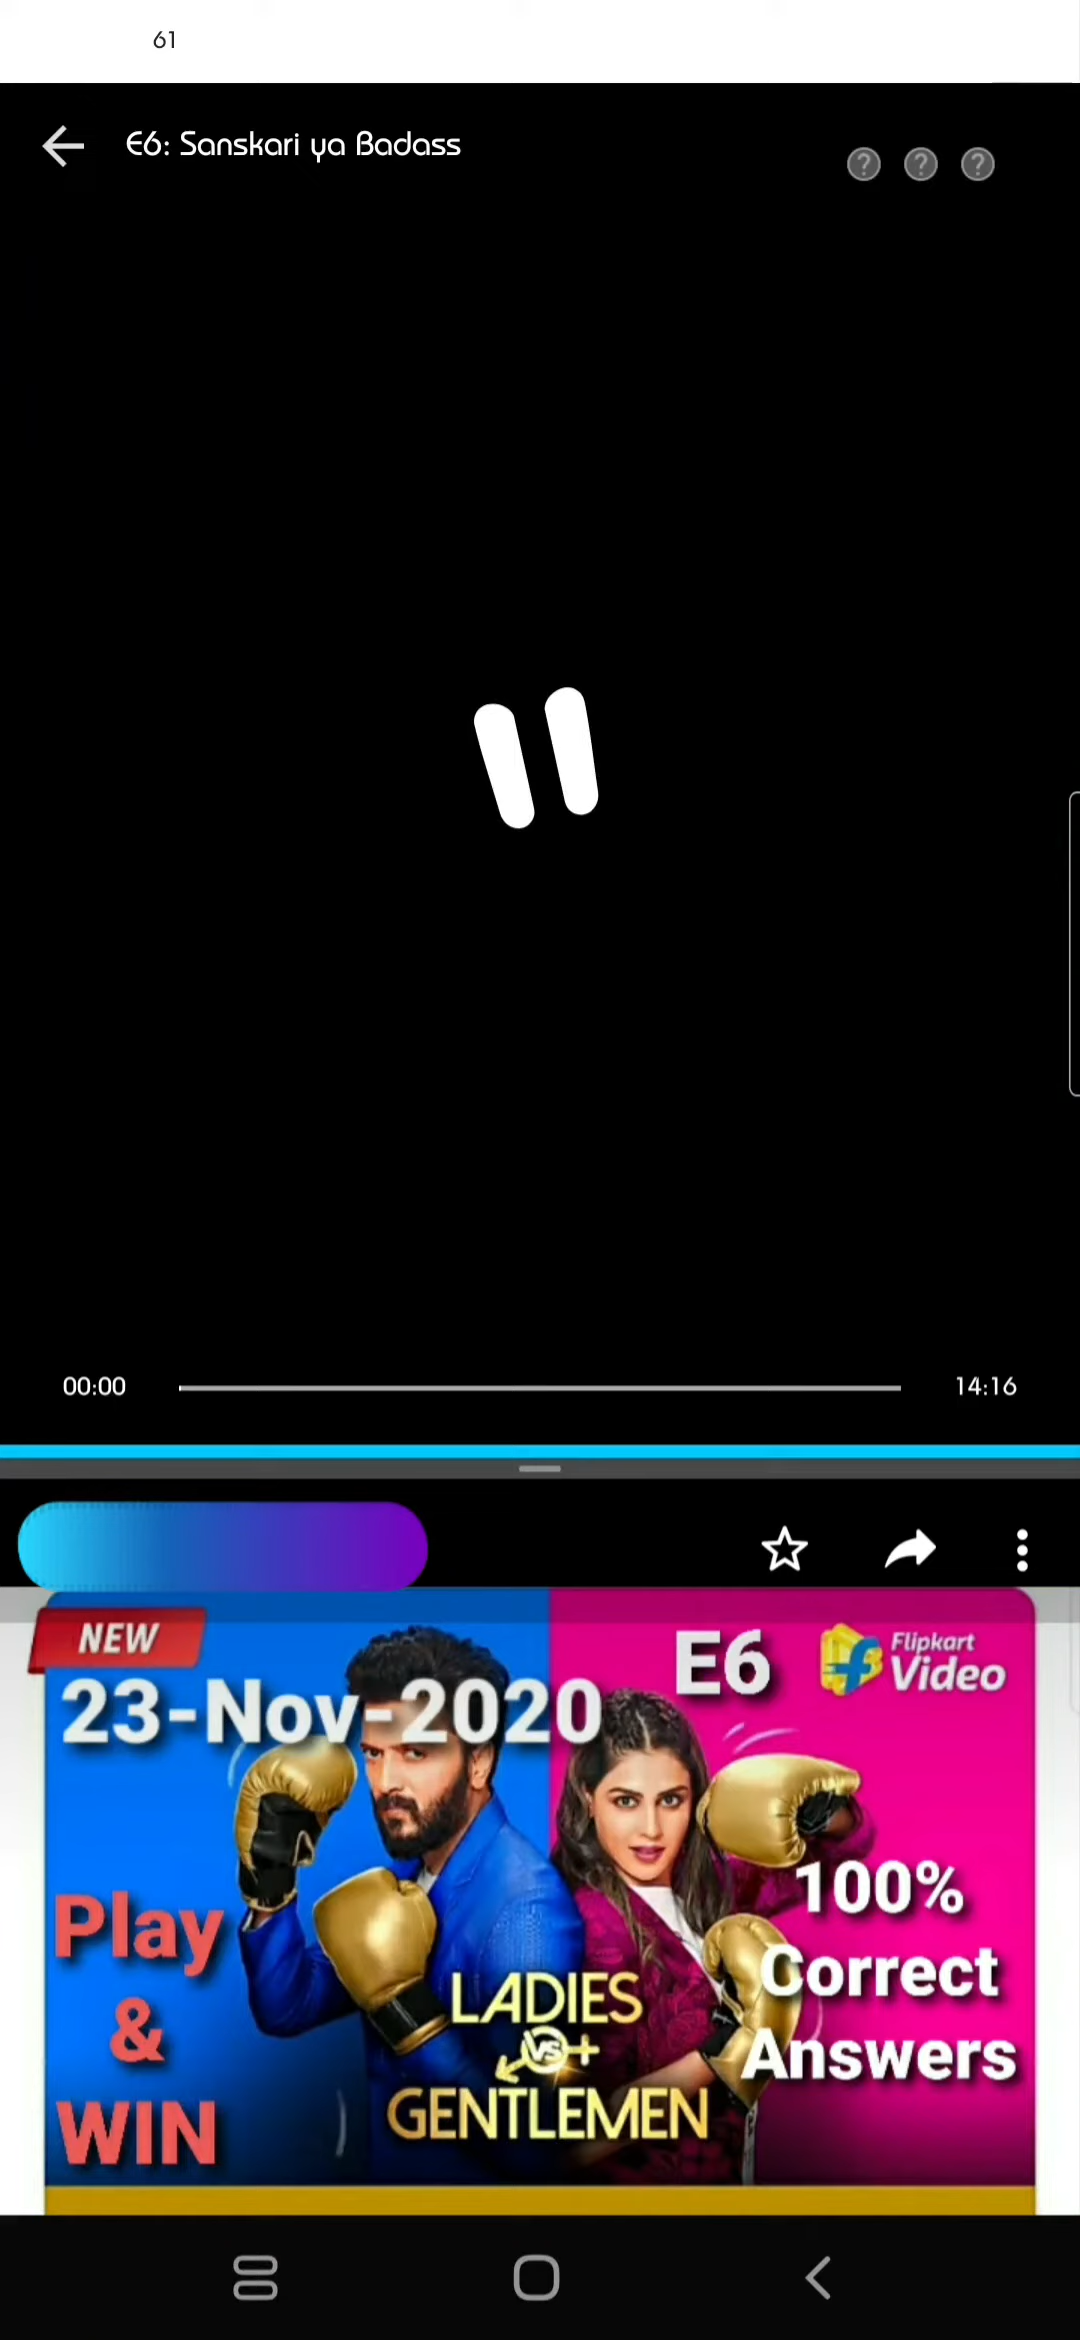 61
E6: Sanskari ya Badass
00:00
14:16
NEW
23-Nov-2020
E6
Flipkart
Video
Play
&
WIN
LADIES
VS
GENTLEMEN
100%
Correct
Answers